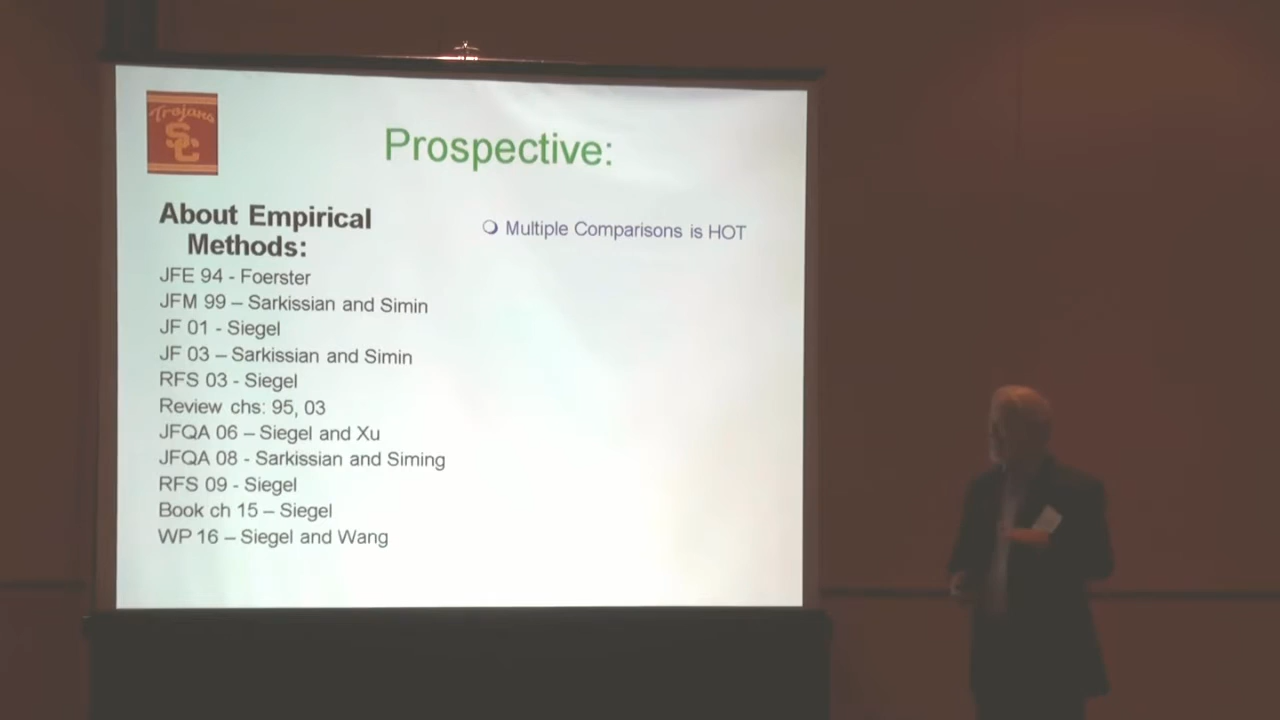 Trojans
SC
Prospective:
About Empirical
Methods:
JFE 94 - Foerster
JFM 99 – Sarkissian and Simin
JF 01 - Siegel
JF 03 – Sarkissian and Simin
RFS 03 - Siegel
Review chs: 95, 03
JFQA 06 – Siegel and Xu
JFQA 08 - Sarkissian and Siming
RFS 09 - Siegel
Book ch 15 – Siegel
WP 16 – Siegel and Wang
Multiple Comparisons is HOT